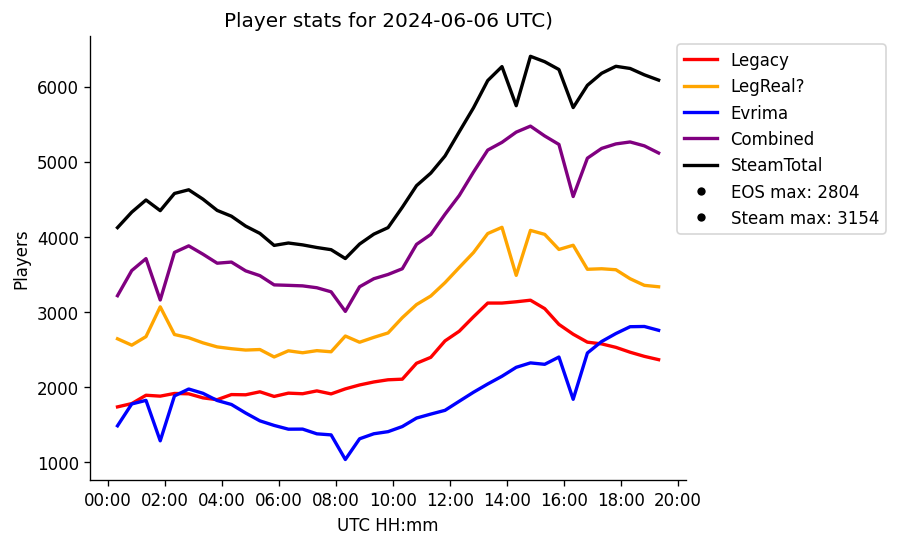 Player stats for 2024-06-06 UTC)
Legacy
LegReal?
Evrima
Combined
SteamTotal
EOS max: 2804
Steam max: 3154
Players
6000
5000
4000
3000
2000
1000
00:00 02:00 04:00 06:00 08:00 10:00 12:00 14:00 16:00 18:00 20:00
UTC HH:mm